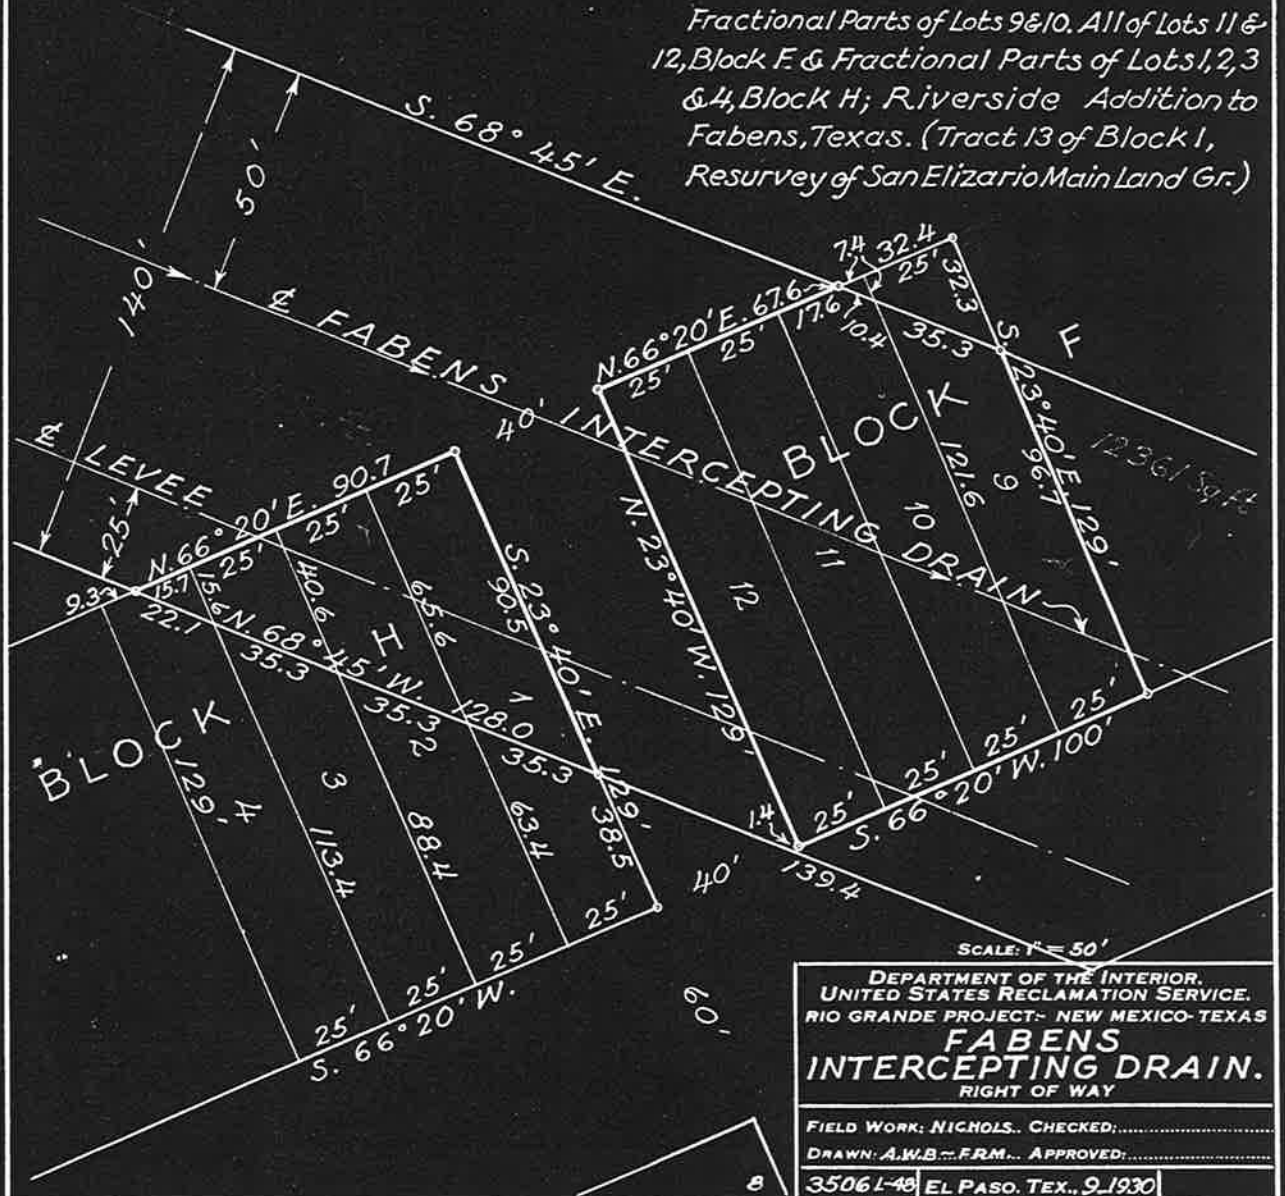 Fractional Parts of Lots 9&10. All of Lots 11 &
12, Block F. & Fractional Parts of Lots 1, 2, 3
& 4, Block H; Riverside Addition to
Fabens, Texas. (Tract 13 of Block 1,
Resurvey of San Elizario Main Land Gr.)
S. 68° 45' E.
50'
140'
7.4
32.4
25'
32.3
℄ FABENS INTERCEPTING DRAIN
N. 66° 20' E. 67.6
25'
25'
17.6
10.4
35.3
F
S. 23° 40' E. 129'
96.7
BLOCK
12361 Sq Ft
40'
℄ LEVEE
25'
N. 66° 20' E. 90.7
25'
25'
25'
N. 23° 40' W. 129'
12
11
10
121.6
9
9.3
15.7
22.1
15.6
N. 68° 45' W. 128.0
35.3
35.3
35.3
40.6
65.6
H
S. 23° 40' E. 129'
90.5
38.5
BLOCK
129'
4
3
2
1
113.4
88.4
63.4
25'
25'
25'
25'
S. 66° 20' W. 100'
1.4
139.4
40'
25'
25'
25'
25'
S. 66° 20' W.
60'
8
SCALE: 1" = 50'
DEPARTMENT OF THE INTERIOR.
UNITED STATES RECLAMATION SERVICE.
RIO GRANDE PROJECT:- NEW MEXICO-TEXAS
FABENS
INTERCEPTING DRAIN.
RIGHT OF WAY
FIELD WORK: NICHOLS.. CHECKED:
DRAWN: A.W.B.-F.R.M... APPROVED:
3506 L-48 EL PASO. TEX.. 9-1930